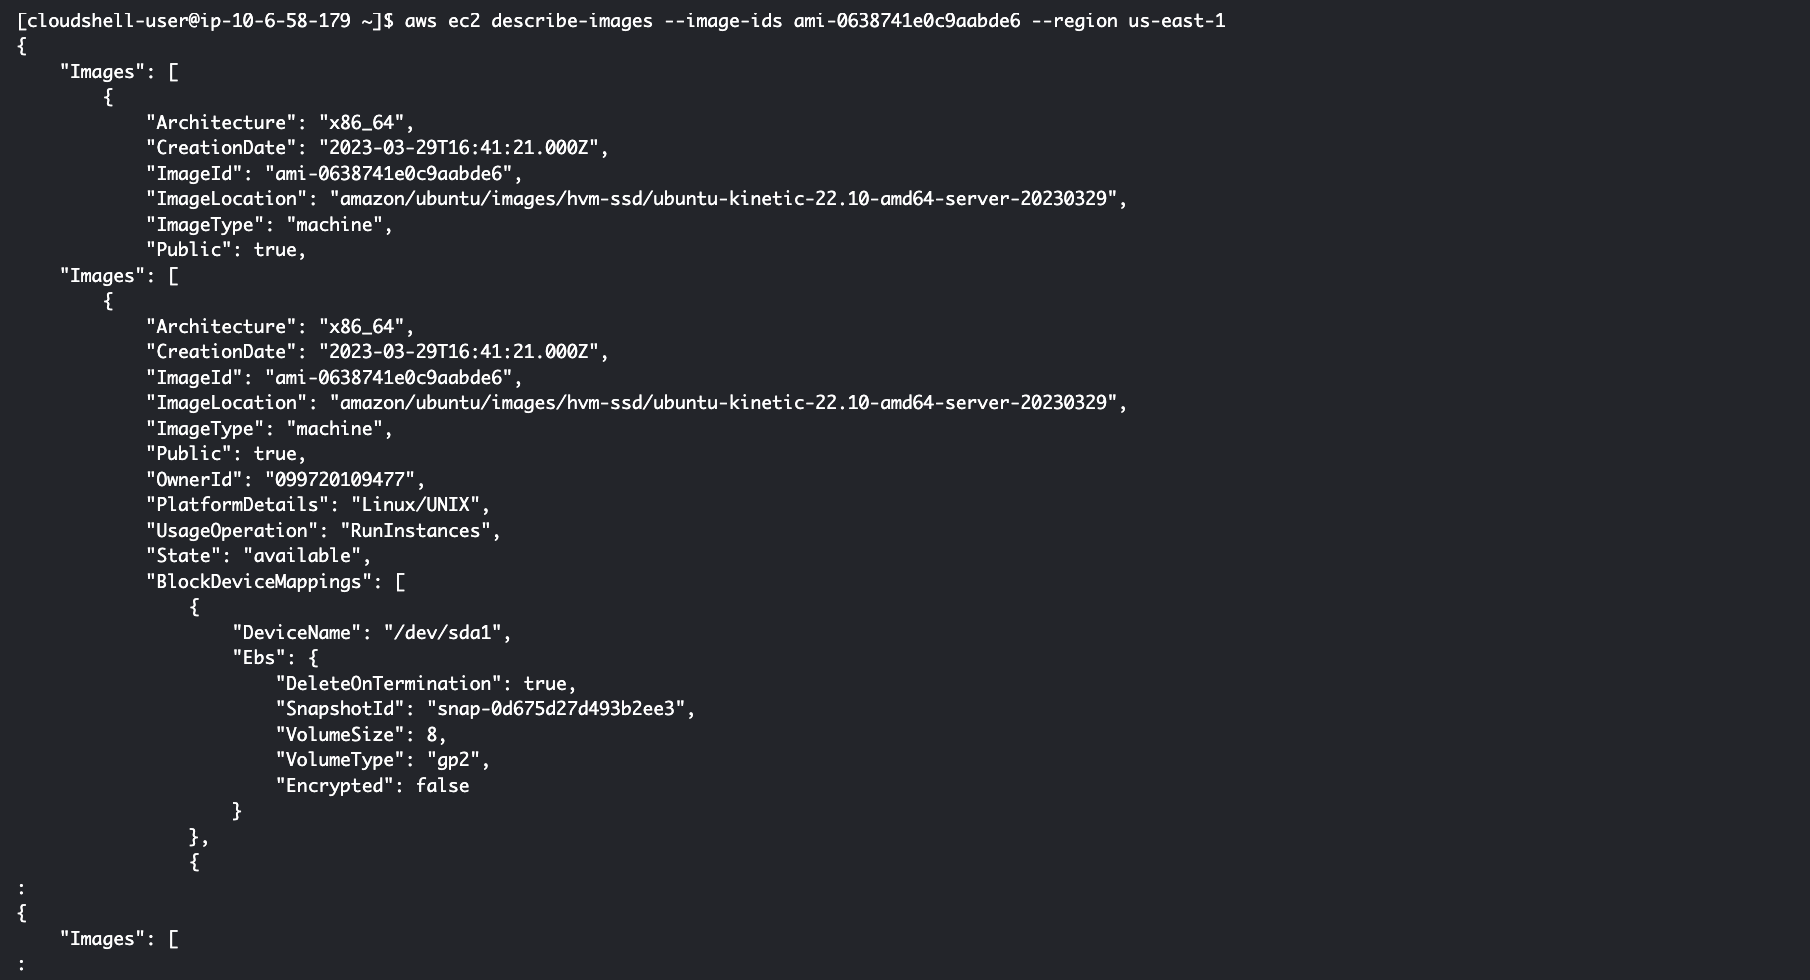 [cloudshell-user@ip-10-6-58-179 ~]$ aws ec2 describe-images --image-ids ami-0638741e0c9aabde6 --region us-east-1
{
    "Images": [
        {
            "Architecture": "x86_64",
            "CreationDate": "2023-03-29T16:41:21.000Z",
            "ImageId": "ami-0638741e0c9aabde6",
            "ImageLocation": "amazon/ubuntu/images/hvm-ssd/ubuntu-kinetic-22.10-amd64-server-20230329",
            "ImageType": "machine",
            "Public": true,
    "Images": [
        {
            "Architecture": "x86_64",
            "CreationDate": "2023-03-29T16:41:21.000Z",
            "ImageId": "ami-0638741e0c9aabde6",
            "ImageLocation": "amazon/ubuntu/images/hvm-ssd/ubuntu-kinetic-22.10-amd64-server-20230329",
            "ImageType": "machine",
            "Public": true,
            "OwnerId": "099720109477",
            "PlatformDetails": "Linux/UNIX",
            "UsageOperation": "RunInstances",
            "State": "available",
            "BlockDeviceMappings": [
                {
                    "DeviceName": "/dev/sda1",
                    "Ebs": {
                        "DeleteOnTermination": true,
                        "SnapshotId": "snap-0d675d27d493b2ee3",
                        "VolumeSize": 8,
                        "VolumeType": "gp2",
                        "Encrypted": false
                    }
                },
                {
:
{
    "Images": [
: